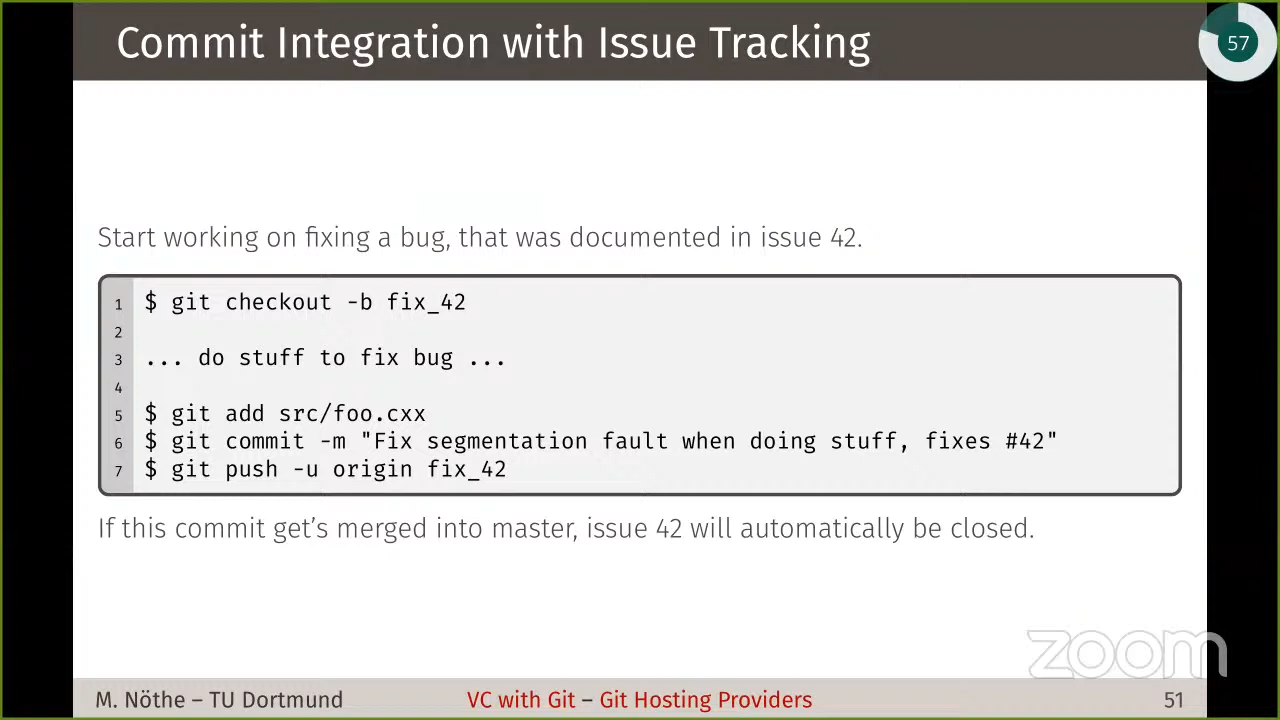 Commit Integration with Issue Tracking
57
Start working on fixing a bug, that was documented in issue 42.
1 $ git checkout -b fix_42
2
3 ... do stuff to fix bug ...
4
5 $ git add src/foo.cxx
6 $ git commit -m "Fix segmentation fault when doing stuff, fixes #42"
7 $ git push -u origin fix_42
If this commit get's merged into master, issue 42 will automatically be closed.
zoom
M. Nöthe – TU Dortmund VC with Git – Git Hosting Providers 51